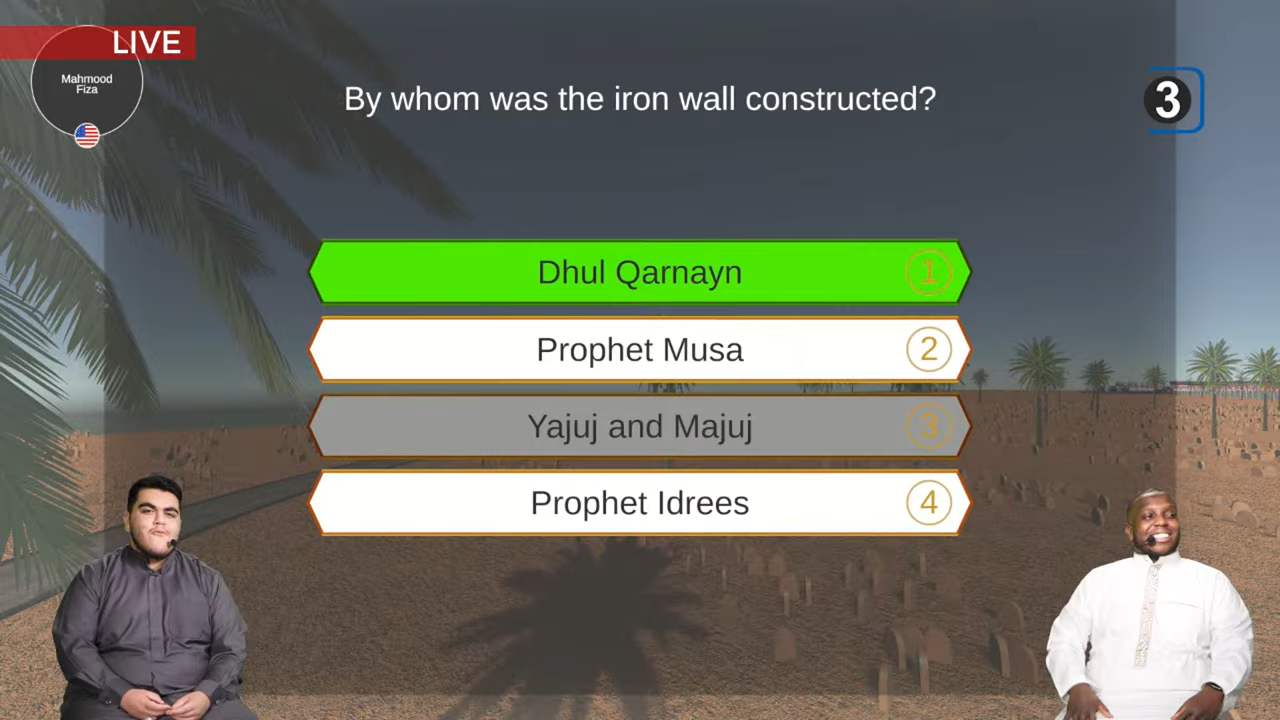 LIVE
Mahmood
Fiza
By whom was the iron wall constructed?
3
Dhul Qarnayn 1
Prophet Musa 2
Yajuj and Majuj 3
Prophet Idrees 4